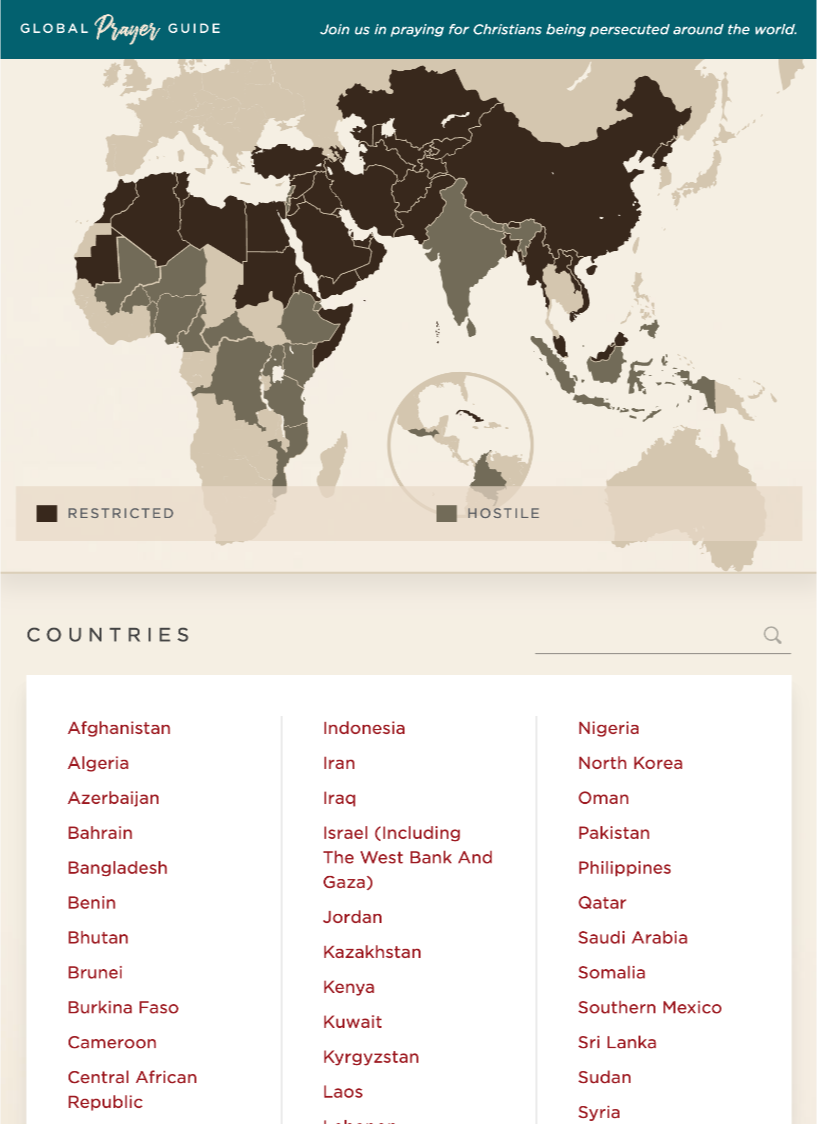 GLOBAL Prayer GUIDE
Join us in praying for Christians being persecuted around the world.
RESTRICTED
HOSTILE
COUNTRIES
Afghanistan
Algeria
Azerbaijan
Bahrain
Bangladesh
Benin
Bhutan
Brunei
Burkina Faso
Cameroon
Central African
Republic
Indonesia
Iran
Iraq
Israel (Including
The West Bank And
Gaza)
Jordan
Kazakhstan
Kenya
Kuwait
Kyrgyzstan
Laos
Nigeria
North Korea
Oman
Pakistan
Philippines
Qatar
Saudi Arabia
Somalia
Southern Mexico
Sri Lanka
Sudan
Syria